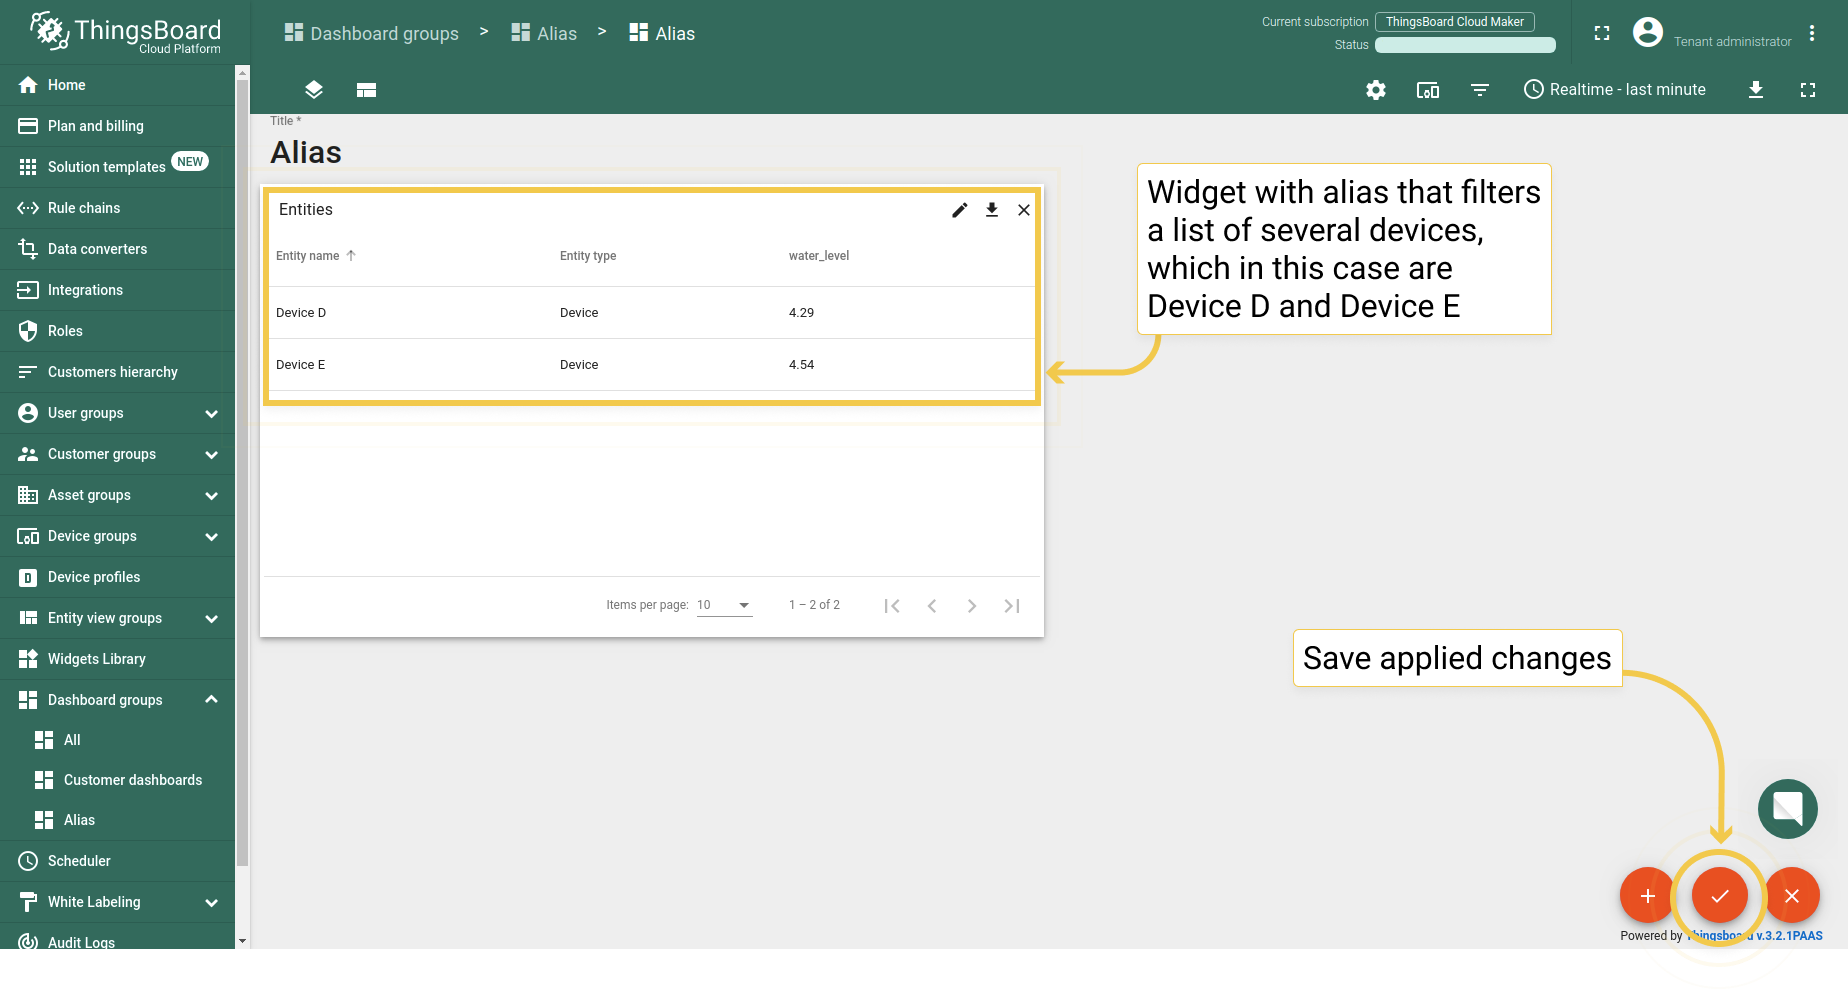 ThingsBoard
Cloud Platform
Dashboard groups > Alias > Alias
Current subscription ThingsBoard Cloud Maker
Status
Tenant administrator
Realtime - last minute
Home
Plan and billing
Solution templates NEW
Rule chains
Data converters
Integrations
Roles
Customers hierarchy
User groups
Customer groups
Asset groups
Device groups
Device profiles
Entity view groups
Widgets Library
Dashboard groups
All
Customer dashboards
Alias
Scheduler
White Labeling
Audit Logs
Title *
Alias
Entities
Entity name Entity type water_level
Device D Device 4.29
Device E Device 4.54
Items per page: 10 1 – 2 of 2
Widget with alias that filters
a list of several devices,
which in this case are
Device D and Device E
Save applied changes
Powered by Thingsboard v.3.2.1PAAS